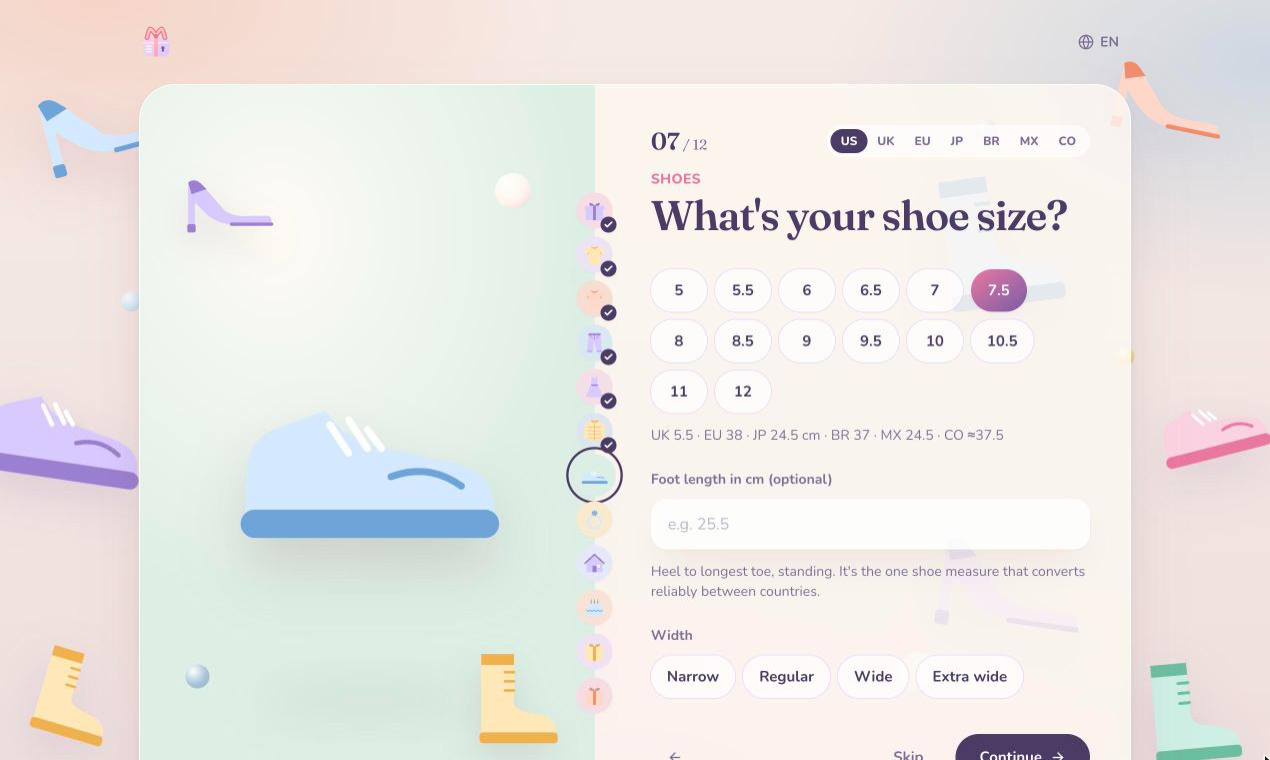 EN
07 / 12
US UK EU JP BR MX CO
SHOES
What's your shoe size?
5 5.5 6 6.5 7 7.5
8 8.5 9 9.5 10 10.5
11 12
UK 5.5 · EU 38 · JP 24.5 cm · BR 37 · MX 24.5 · CO ≈37.5
Foot length in cm (optional)
e.g. 25.5
Heel to longest toe, standing. It's the one shoe measure that converts
reliably between countries.
Width
Narrow Regular Wide Extra wide
← Skip Continue →